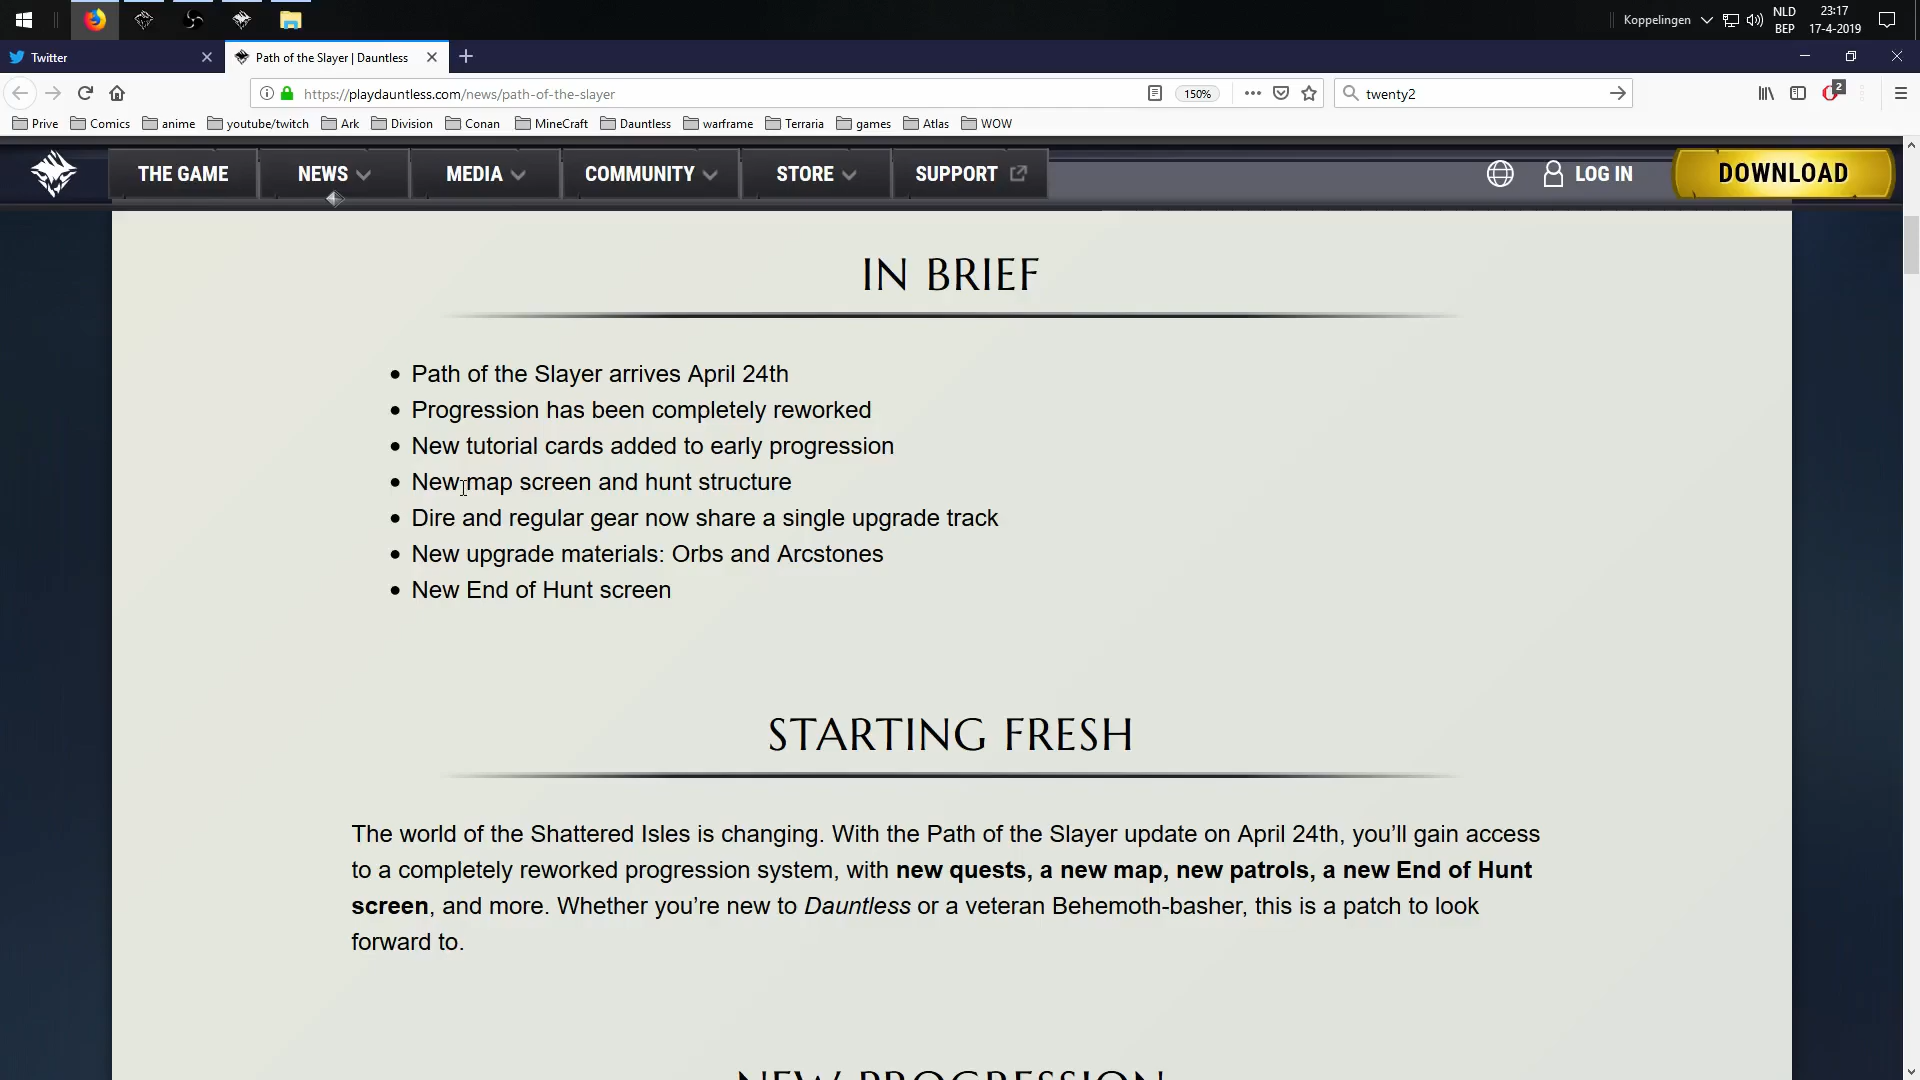 Koppelingen
NLD
BEP
23:17
17-4-2019
Twitter
Path of the Slayer | Dauntless
https://playdauntless.com/news/path-of-the-slayer
150%
twenty2
2
Prive
Comics
anime
youtube/twitch
Ark
Division
Conan
MineCraft
Dauntless
warframe
Terraria
games
Atlas
WOW
THE GAME
NEWS
MEDIA
COMMUNITY
STORE
SUPPORT
LOG IN
DOWNLOAD
IN BRIEF
Path of the Slayer arrives April 24th
Progression has been completely reworked
New tutorial cards added to early progression
New map screen and hunt structure
Dire and regular gear now share a single upgrade track
New upgrade materials: Orbs and Arcstones
New End of Hunt screen
STARTING FRESH
The world of the Shattered Isles is changing. With the Path of the Slayer update on April 24th, you’ll gain access
to a completely reworked progression system, with new quests, a new map, new patrols, a new End of Hunt
screen, and more. Whether you’re new to Dauntless or a veteran Behemoth-basher, this is a patch to look
forward to.
NEW PROGRESSION